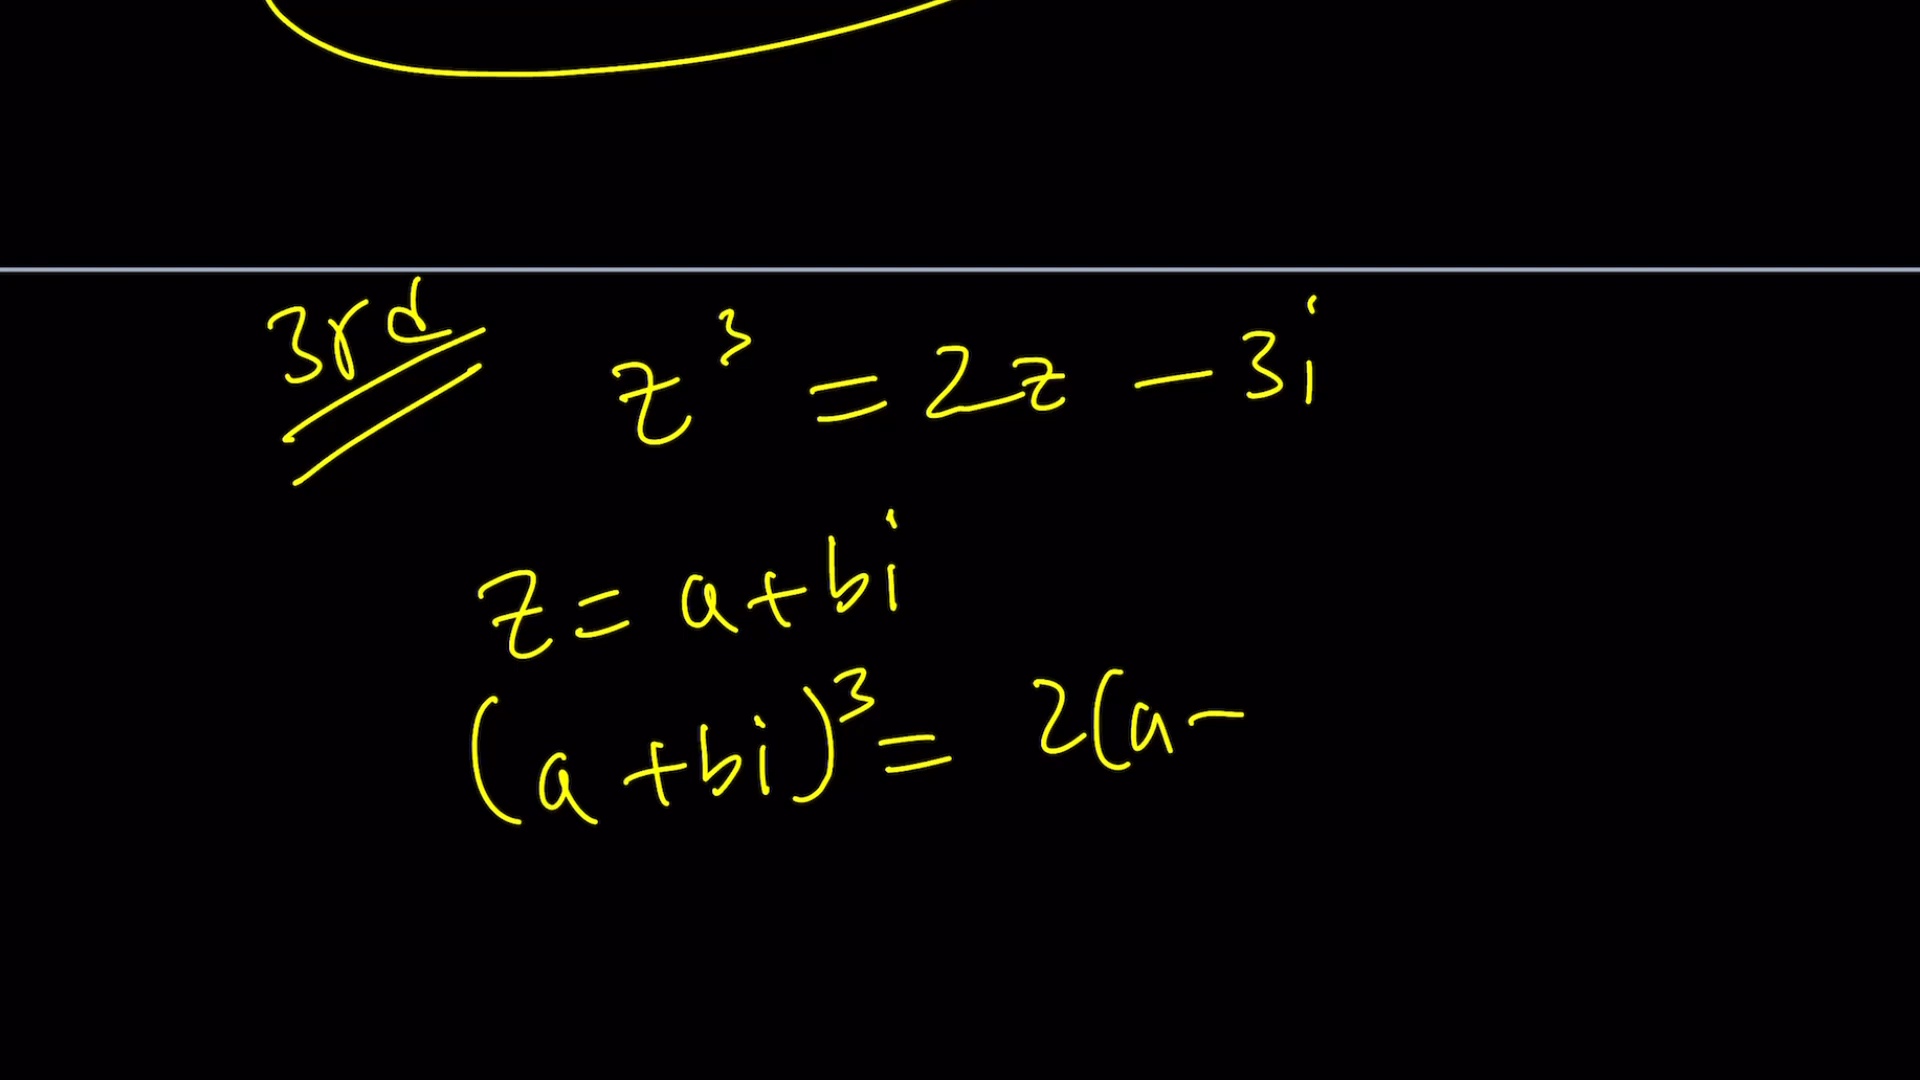 3rd z³ = 2z - 3i
z = a + bi
(a + bi)³ = 2(a -